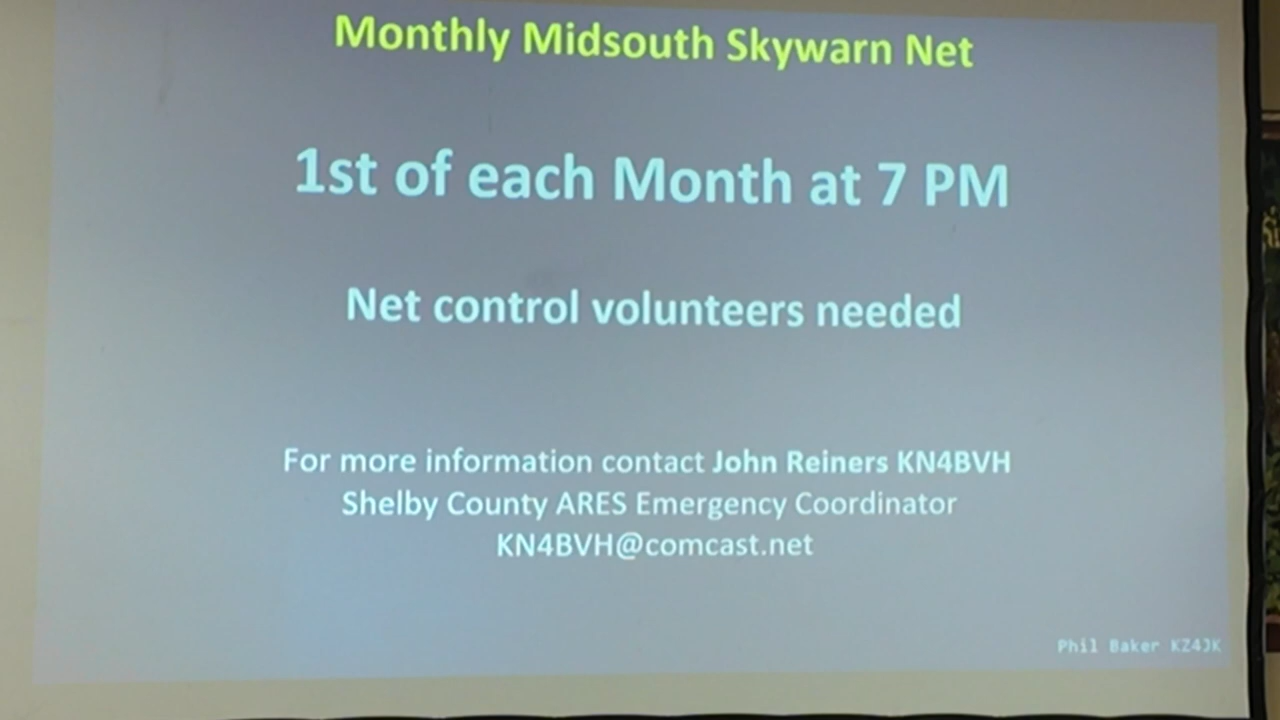 Monthly Midsouth Skywarn Net
1st of each Month at 7 PM
Net control volunteers needed
For more information contact John Reiners KN4BVH
Shelby County ARES Emergency Coordinator
KN4BVH@comcast.net
Phil Baker KZ4JK